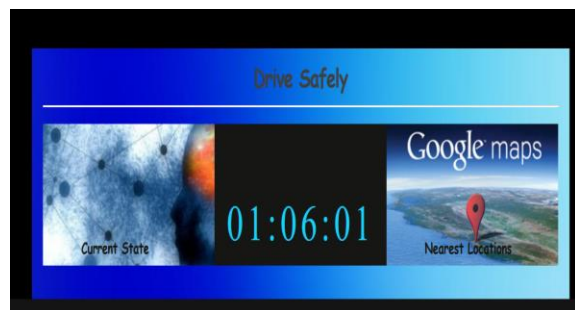 Drive Safely
Google maps
01:06:01
Current State
Nearest Locations